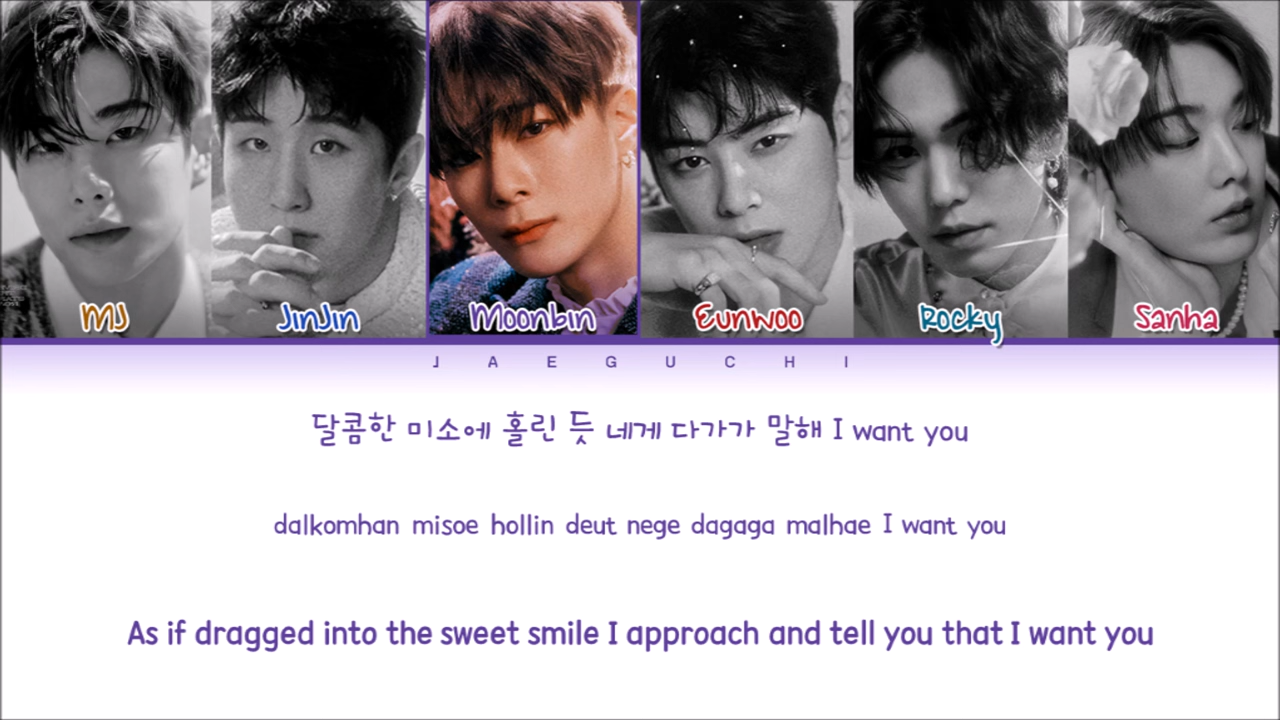 MJ JinJin Moonbin Eunwoo Rocky Sanha
JAEGUCHI
달콤한 미소에 홀린 듯 네게 다가가 말해 I want you
dalkomhan misoe hollin deut nege dagaga malhae I want you
As if dragged into the sweet smile I approach and tell you that I want you